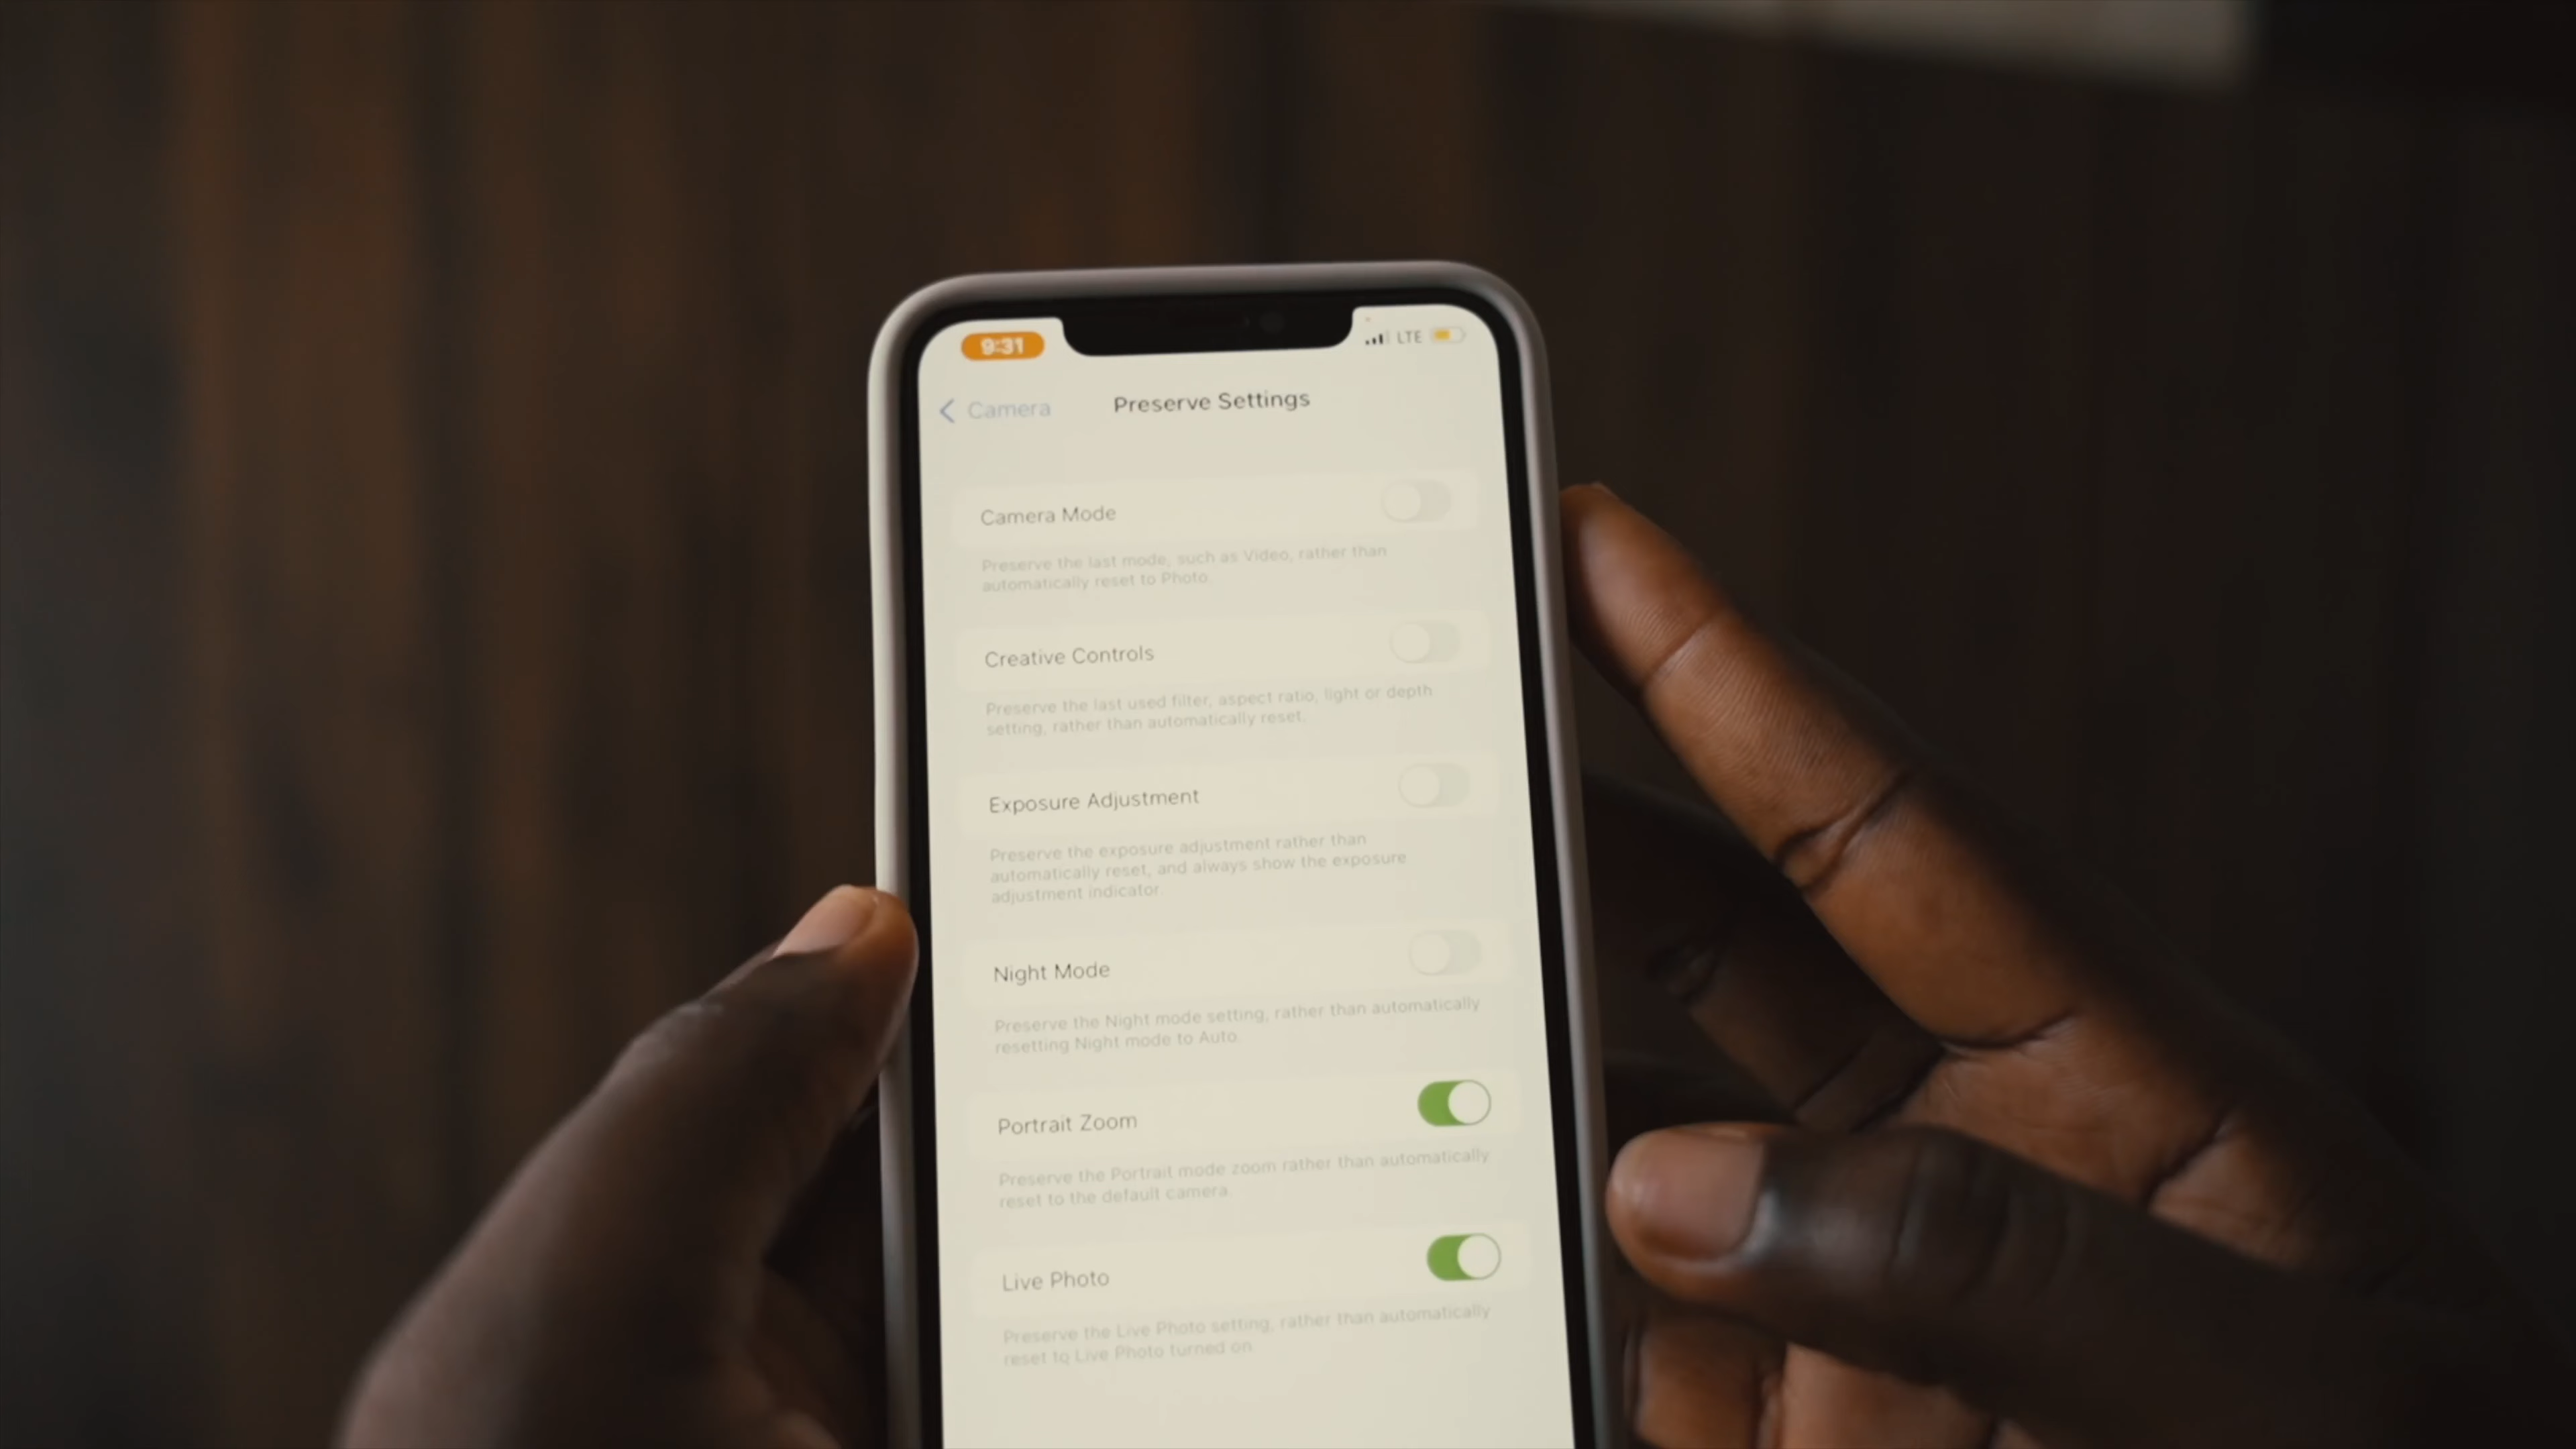 9:31
LTE
Camera
Preserve Settings
Camera Mode
Preserve the last mode, such as Video, rather than
automatically reset to Photo.
Creative Controls
Preserve the last used filter, aspect ratio, light or depth
setting, rather than automatically reset.
Exposure Adjustment
Preserve the exposure adjustment rather than
automatically reset, and always show the exposure
adjustment indicator.
Night Mode
Preserve the Night mode setting, rather than automatically
resetting Night mode to Auto.
Portrait Zoom
Preserve the Portrait mode zoom rather than automatically
reset to the default camera.
Live Photo
Preserve the Live Photo setting, rather than automatically
reset to Live Photo turned on.